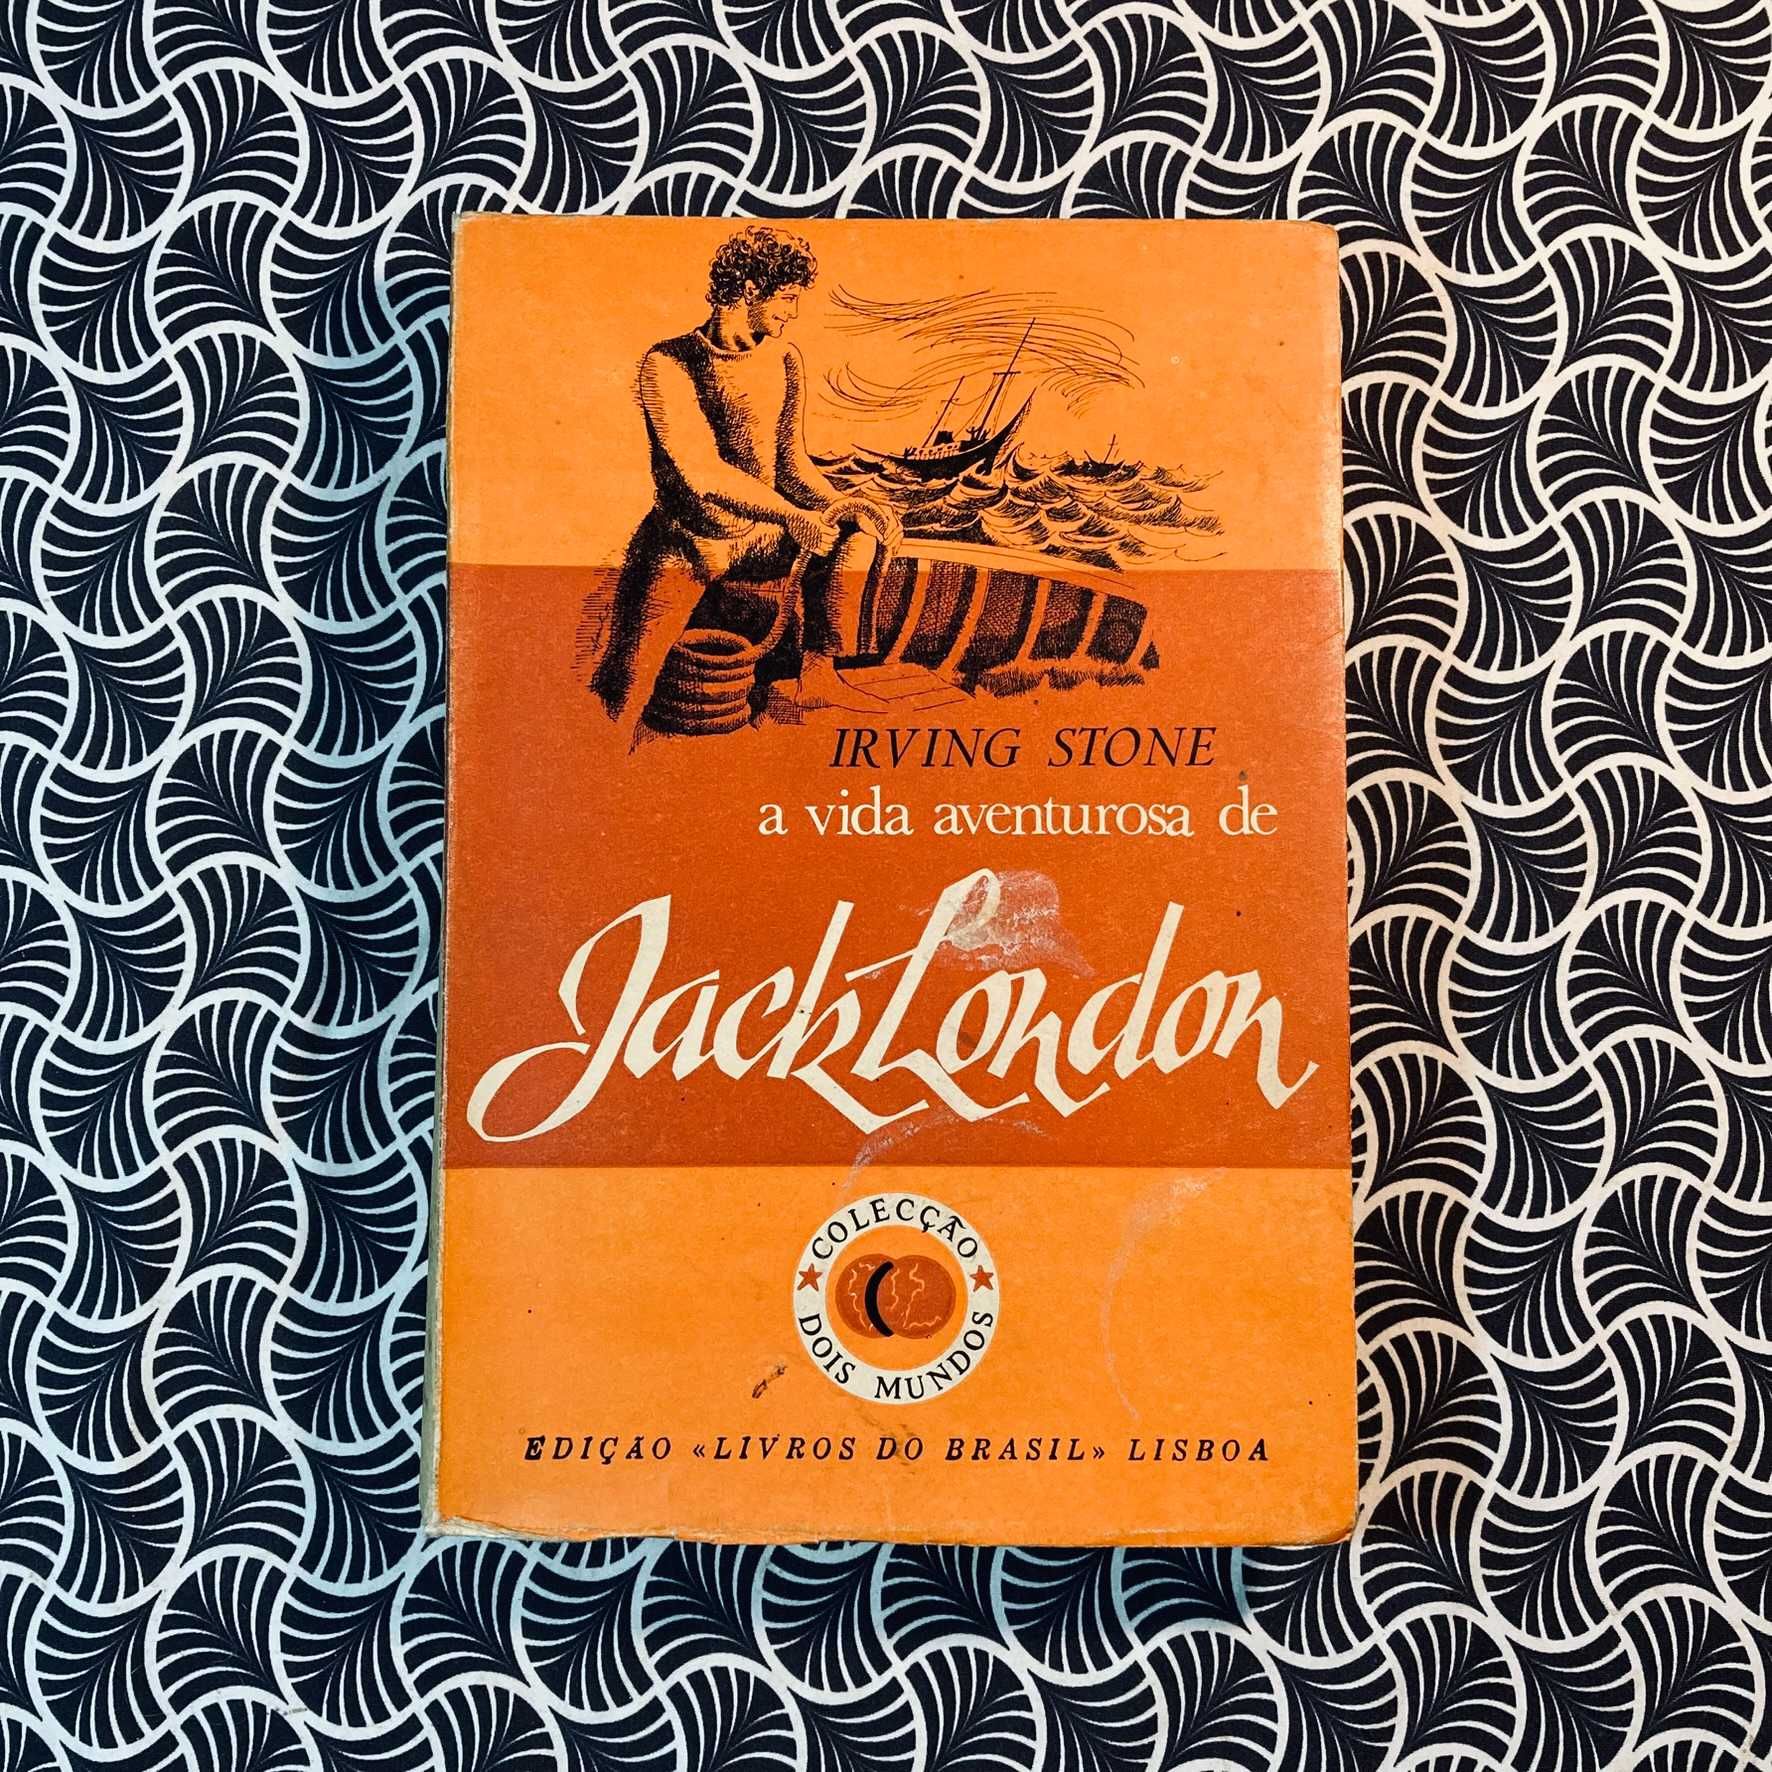 IRVING STONE
a vida aventurosa de
Jack London
COLECÇÃO
DOIS MUNDOS
EDIÇÃO «LIVROS DO BRASIL» LISBOA